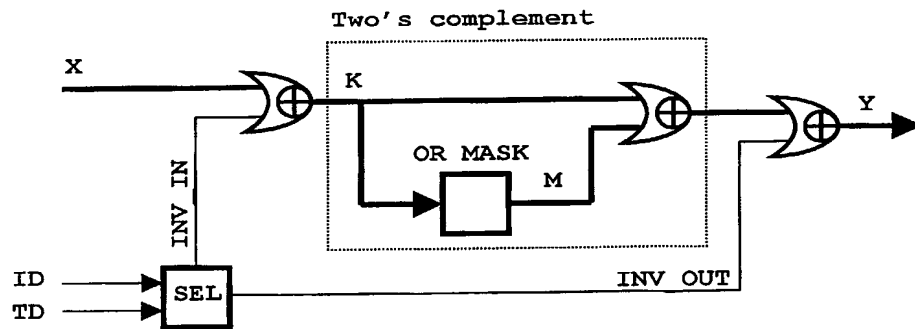 Two's complement
X
K
Y
OR MASK
M
INV IN
ID
TD
SEL
INV OUT